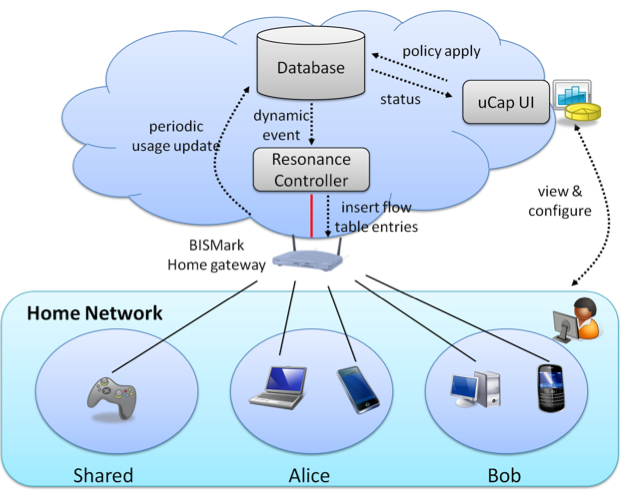 policy apply
Database
status
uCap UI
dynamic
event
periodic
usage update
Resonance
Controller
view &
configure
insert flow
table entries
BISMark
Home gateway
Home Network
Shared
Alice
Bob